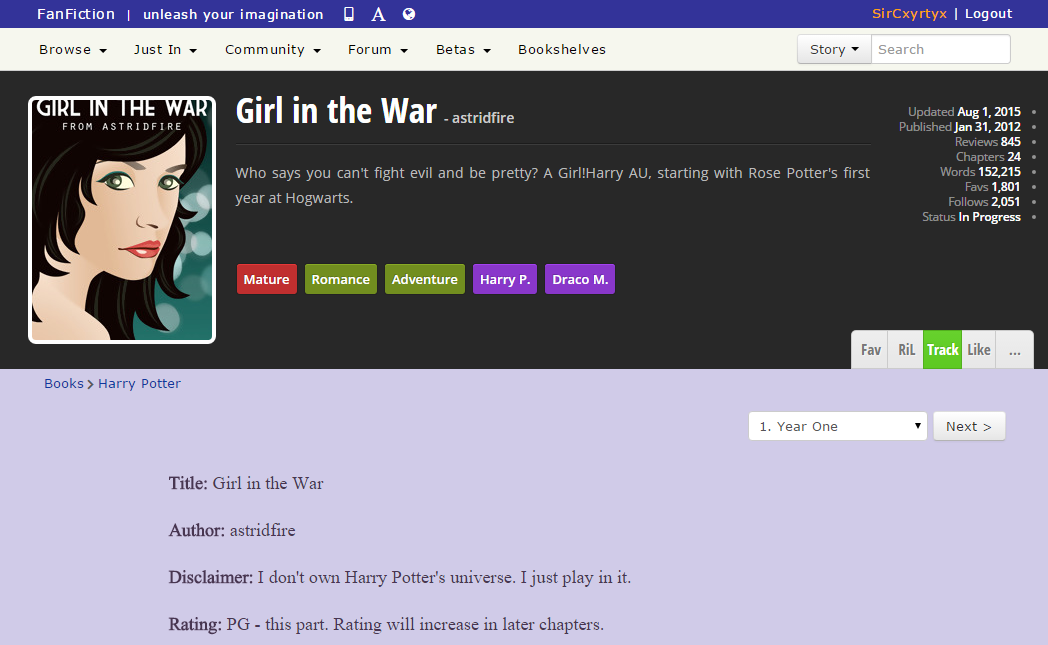 FanFiction | unleash your imagination A
SirCxyrtyx | Logout
Browse Just In Community Forum Betas Bookshelves
Story Search
GIRL IN THE WAR
FROM ASTRIDFIRE
Girl in the War - astridfire
Who says you can't fight evil and be pretty? A Girl!Harry AU, starting with Rose Potter's first
year at Hogwarts.
Mature Romance Adventure Harry P. Draco M.
Updated Aug 1, 2015
Published Jan 31, 2012
Reviews 845
Chapters 24
Words 152,215
Favs 1,801
Follows 2,051
Status In Progress
Fav RiL Track Like ...
Books > Harry Potter
1. Year One Next >
Title: Girl in the War
Author: astridfire
Disclaimer: I don't own Harry Potter's universe. I just play in it.
Rating: PG - this part. Rating will increase in later chapters.